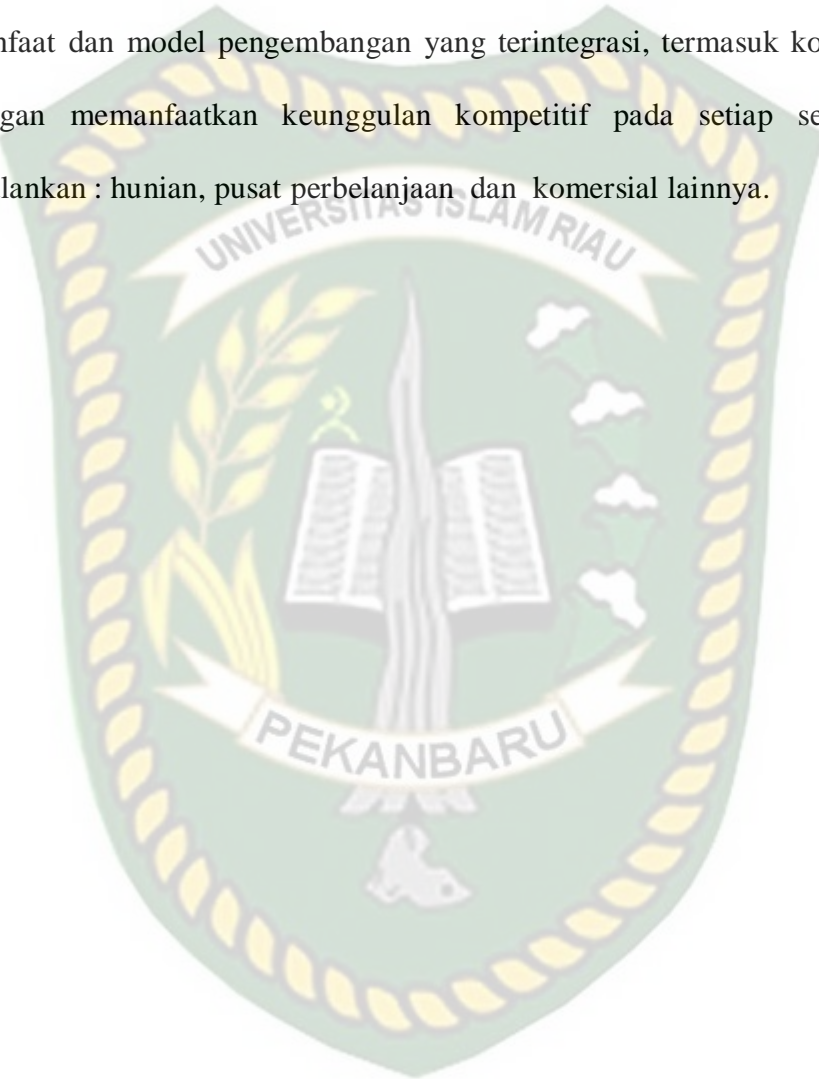 nfaat dan model pengembangan yang terintegrasi, termasuk ko
gan memanfaatkan keunggulan kompetitif pada setiap se
lankan : hunian, pusat perbelanjaan dan komersial lainnya.
UNIVERSITAS ISLAM RIAU
PEKANBARU